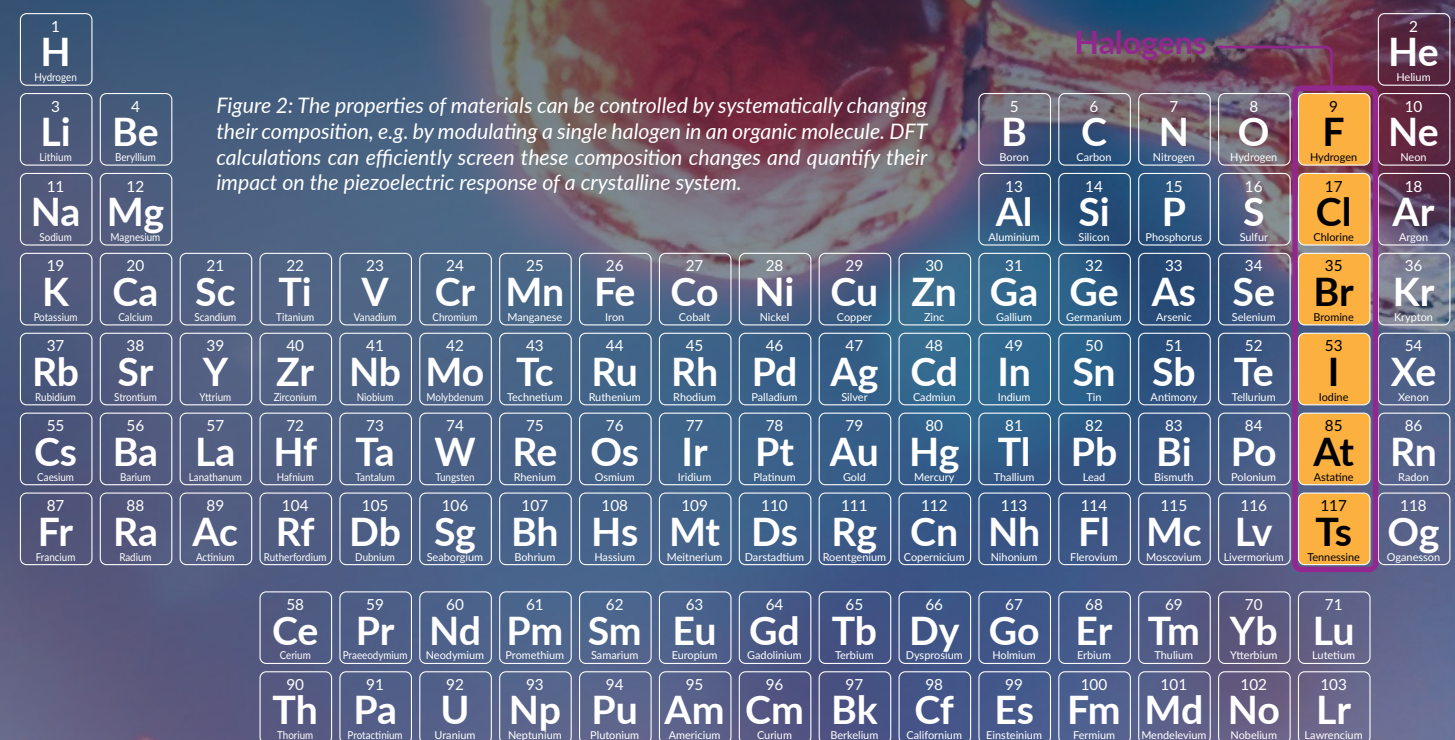 Halogens
1
H
Hydrogen
2
He
Helium
Figure 2: The properties of materials can be controlled by systematically changing
their composition, e.g. by modulating a single halogen in an organic molecule. DFT
calculations can efficiently screen these composition changes and quantify their
impact on the piezoelectric response of a crystalline system.
3 4 5 6 7 8 9 10
Li Be B C N O F Ne
Lithium Beryllium Boron Carbon Nitrogen Hydrogen Hydrogen Neon
11 12 13 14 15 16 17 18
Na Mg Al Si P S Cl Ar
Sodium Magnesium Aluminium Silicon Phosphorus Sulfur Chlorine Argon
19 20 21 22 23 24 25 26 27 28 29 30 31 32 33 34 35 36
K Ca Sc Ti V Cr Mn Fe Co Ni Cu Zn Ga Ge As Se Br Kr
Potassium Calcium Scandium Titanium Vanadium Chromium Manganese Iron Cobalt Nickel Copper Zinc Gallium Germanium Arsenic Selenium Bromine Krypton
37 38 39 40 41 42 43 44 45 46 47 48 49 50 51 52 53 54
Rb Sr Y Zr Nb Mo Tc Ru Rh Pd Ag Cd In Sn Sb Te I Xe
Rubidium Strontium Yttrium Zirconium Niobium Molybdenum Technetium Ruthenium Rhodium Palladium Silver Cadmiun Indium Tin Antimony Tellurium Iodine Xenon
55 56 57 72 73 74 75 76 77 78 79 80 81 82 83 84 85 86
Cs Ba La Hf Ta W Re Os Ir Pt Au Hg Tl Pb Bi Po At Rn
Caesium Barium Lanathanum Hafnium Tantalum Tungsten Rhenium Osmium Iridium Platinum Gold Mercury Thallium Lead Bismuth Polonium Astatine Radon
87 88 89 104 105 106 107 108 109 110 111 112 113 114 115 116 117 118
Fr Ra Ac Rf Db Sg Bh Hs Mt Ds Rg Cn Nh Fl Mc Lv Ts Og
Francium Radium Actinium Rutherfordium Dubnium Seaborgium Bohrium Hassium Meitnerium Darstadtium Roentgenium Copernicium Nihonium Flerovium Moscovium Livermorium Tennessine Oganesson
58 59 60 61 62 63 64 65 66 67 68 69 70 71
Ce Pr Nd Pm Sm Eu Gd Tb Dy Go Er Tm Yb Lu
Cerium Praeeodymium Neodymium Promethium Samarium Europium Gadolinium Terbium Dysprosium Holmium Erbium Thulium Ytterbium Lutetium
90 91 92 93 94 95 96 97 98 99 100 101 102 103
Th Pa U Np Pu Am Cm Bk Cf Es Fm Md No Lr
Thorium Protactinium Uranium Neptunium Plutonium Americium Curium Berkelium Californium Einsteinium Fermium Mendelevium Nobelium Lawrencium